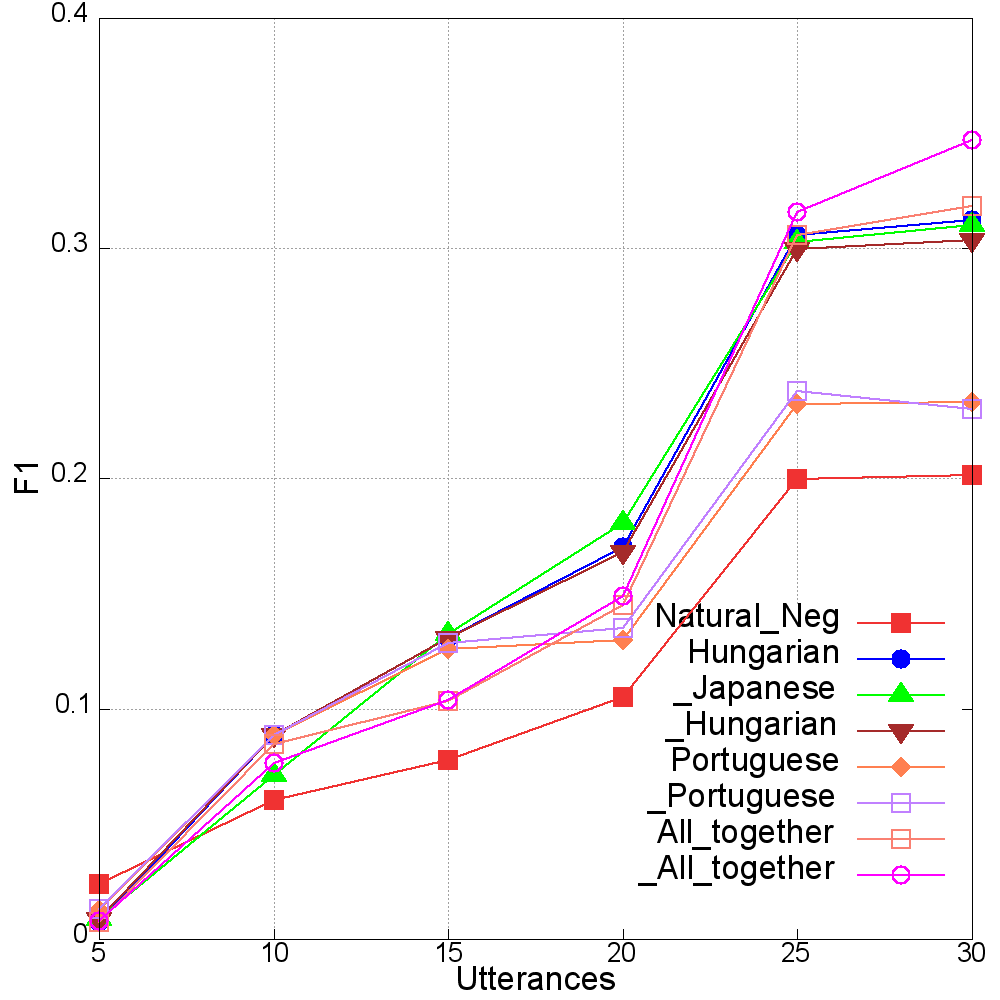 0.4
0.3
0.2
0.1
0
F1
5 10 15 20 25 30
Utterances
Natural_Neg
Hungarian
_Japanese
_Hungarian
Portuguese
_Portuguese
All_together
_All_together